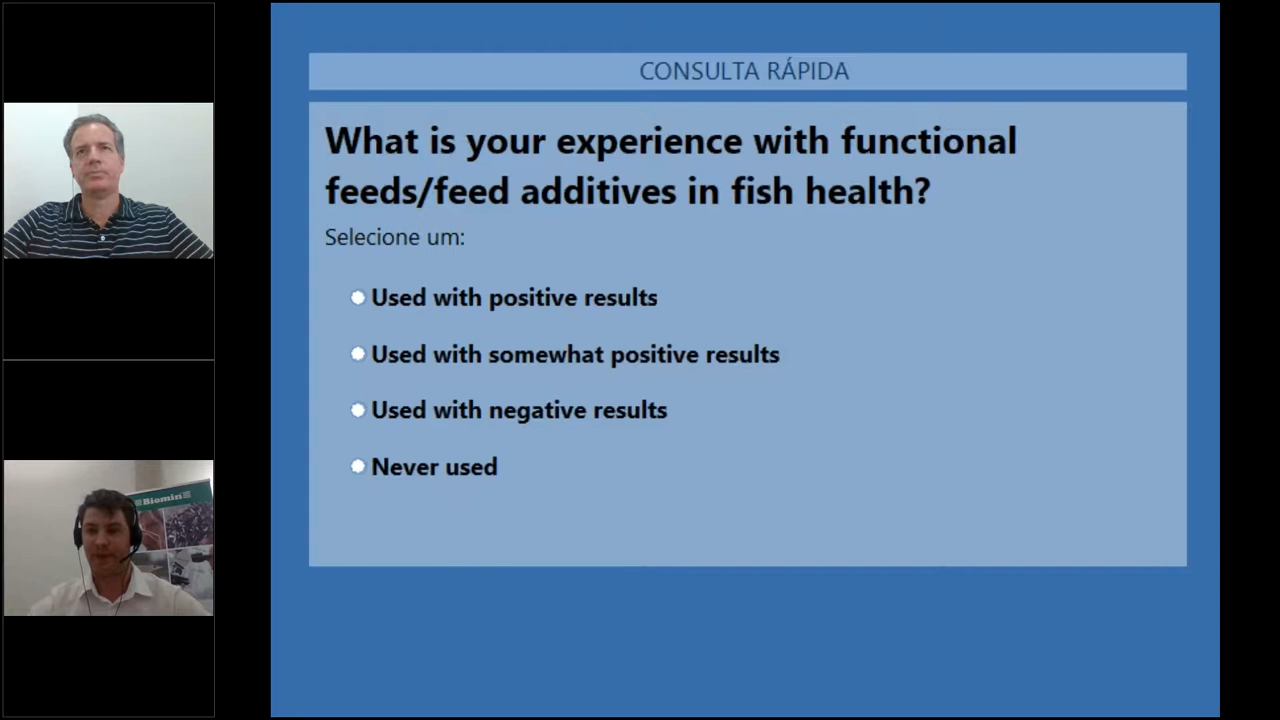 CONSULTA RÁPIDA
What is your experience with functional
feeds/feed additives in fish health?
Selecione um:
Used with positive results
Used with somewhat positive results
Used with negative results
Never used
Biomin